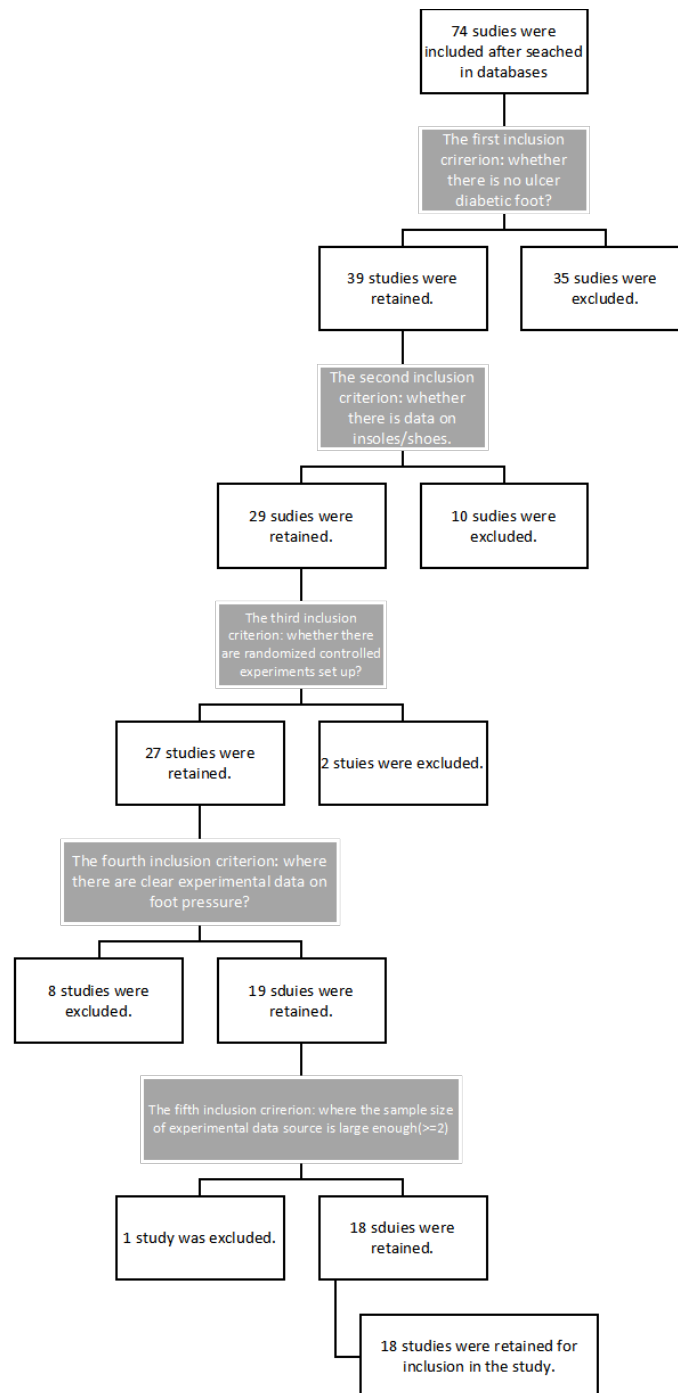 74 sudies were
included after seached
in databases
The first inclusion
crirerion: whether
there is no ulcer
diabetic foot?
39 studies were
retained.
35 sudies were
excluded.
The second inclusion
criterion: whether
there is data on
insoles/shoes.
29 sudies were
retained.
10 sudies were
excluded.
The third inclusion
criterion: whether there
are randomized controlled
experiments set up?
27 studies were
retained.
2 stuies were excluded.
The fourth inclusion criterion: where
there are clear experimental data on
foot pressure?
8 studies were
excluded.
19 sduies were
retained.
The fifth inclusion crirerion: where the sample size
of experimental data source is large enough(>=2)
1 study was excluded.
18 sduies were
retained.
18 studies were retained for
inclusion in the study.